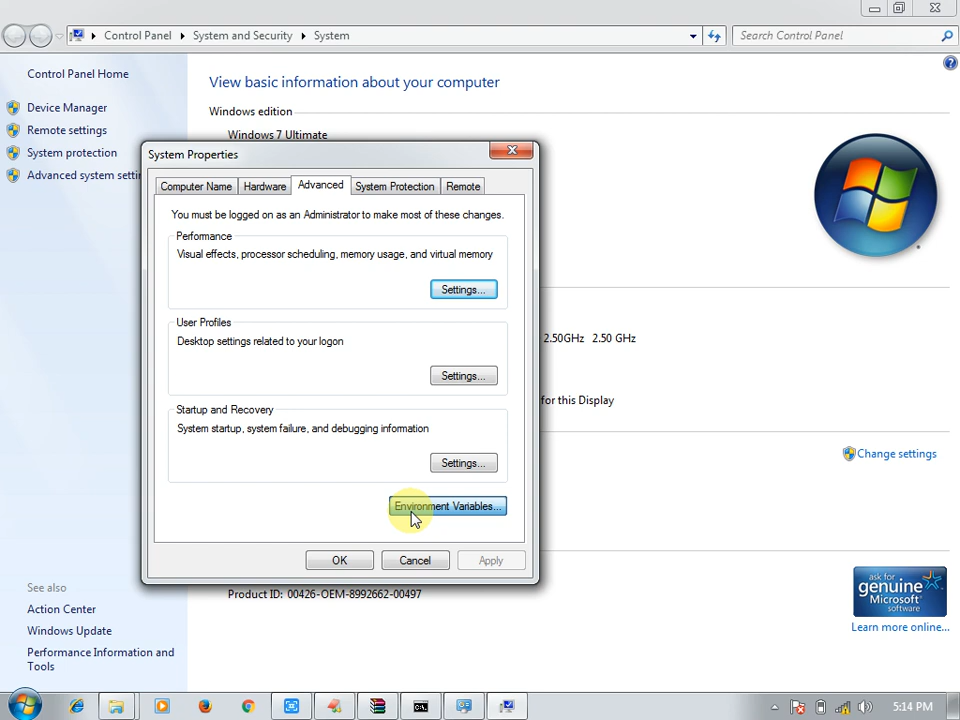 Control Panel
System and Security
System
Search Control Panel
Control Panel Home
Device Manager
Remote settings
System protection
Advanced system setti
View basic information about your computer
Windows edition
Windows 7 Ultimate
System Properties
Computer Name
Hardware
Advanced
System Protection
Remote
You must be logged on as an Administrator to make most of these changes.
Performance
Visual effects, processor scheduling, memory usage, and virtual memory
Settings...
User Profiles
Desktop settings related to your logon
Settings...
Startup and Recovery
System startup, system failure, and debugging information
Settings...
Environment Variables...
OK
Cancel
Apply
2.50GHz 2.50 GHz
for this Display
Change settings
Product ID: 00426-OEM-8992662-00497
ask for
genuine
Microsoft
software
Learn more online...
See also
Action Center
Windows Update
Performance Information and
Tools
5:14 PM